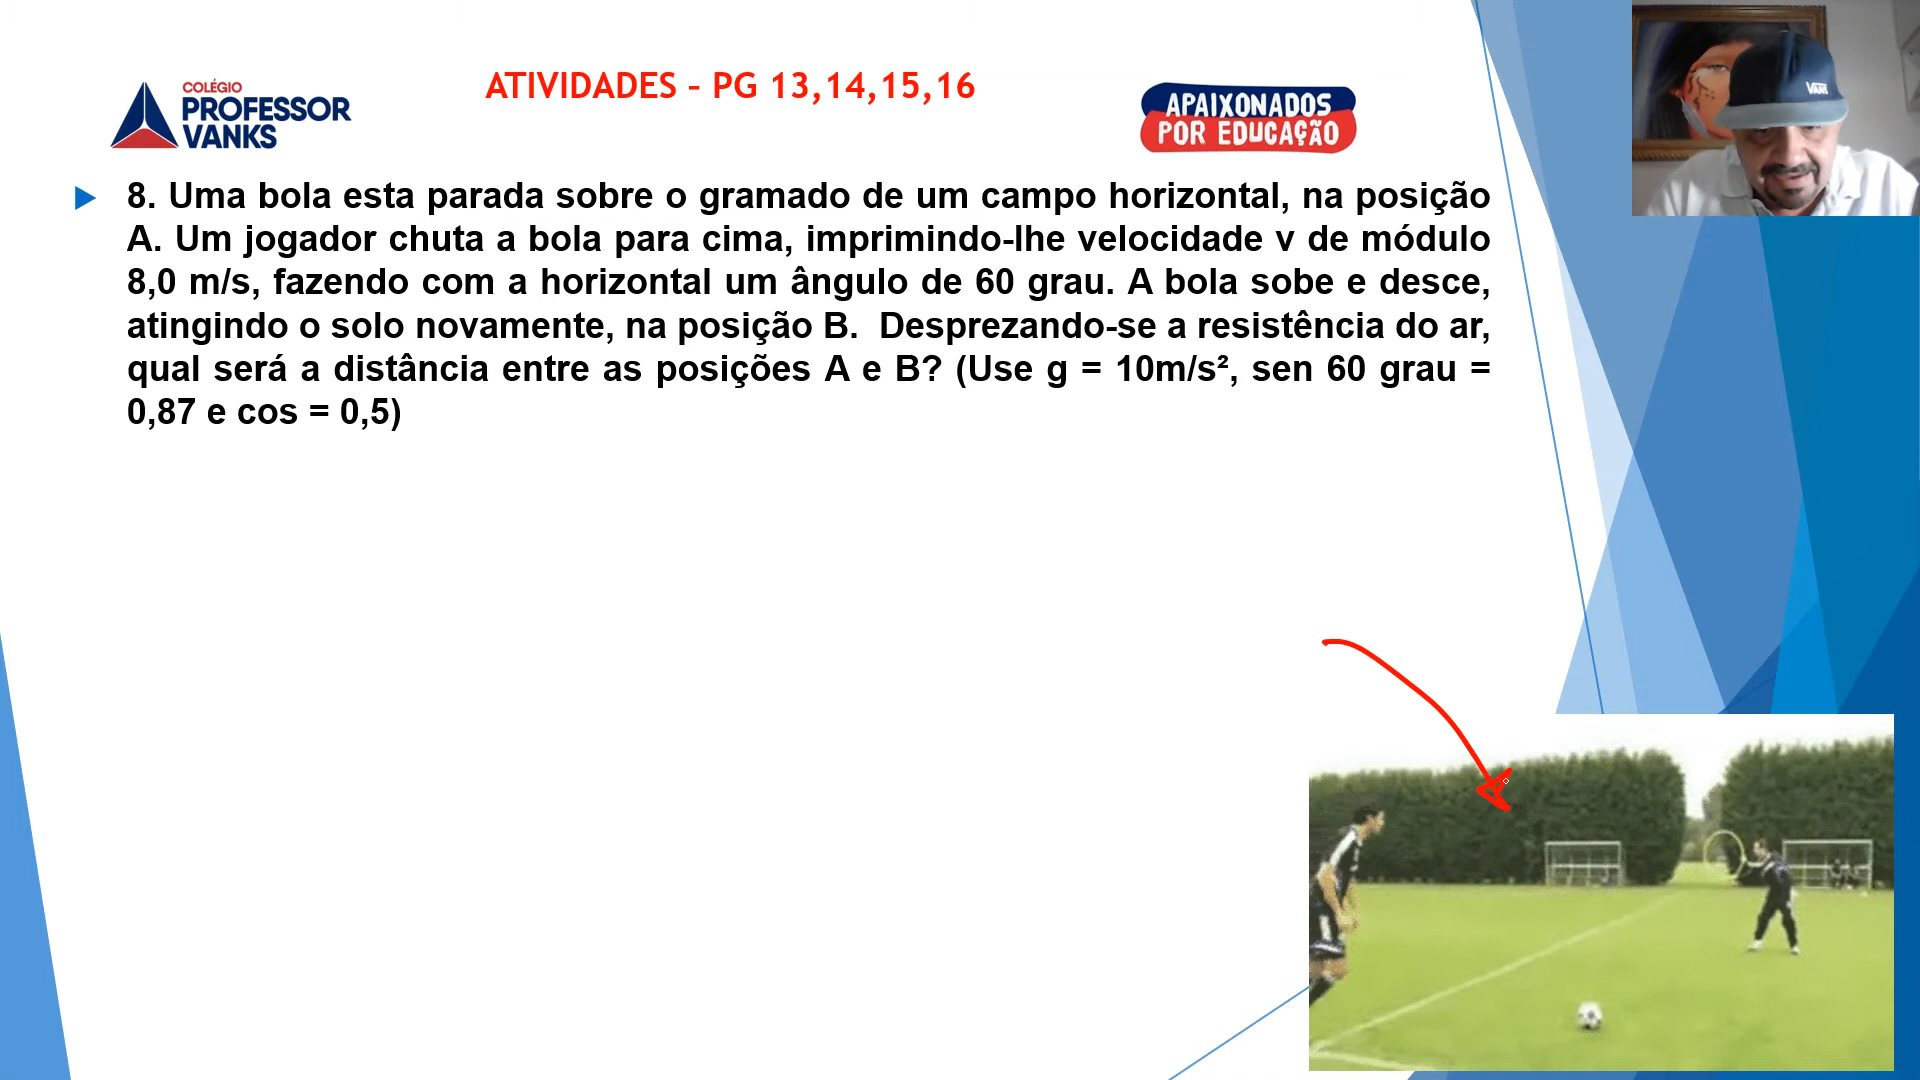 COLÉGIO
PROFESSOR
VANKS
ATIVIDADES – PG 13,14,15,16
APAIXONADOS
POR EDUCAÇÃO
8. Uma bola esta parada sobre o gramado de um campo horizontal, na posição
A. Um jogador chuta a bola para cima, imprimindo-lhe velocidade v de módulo
8,0 m/s, fazendo com a horizontal um ângulo de 60 grau. A bola sobe e desce,
atingindo o solo novamente, na posição B. Desprezando-se a resistência do ar,
qual será a distância entre as posições A e B? (Use g = 10m/s², sen 60 grau =
0,87 e cos = 0,5)
VANS